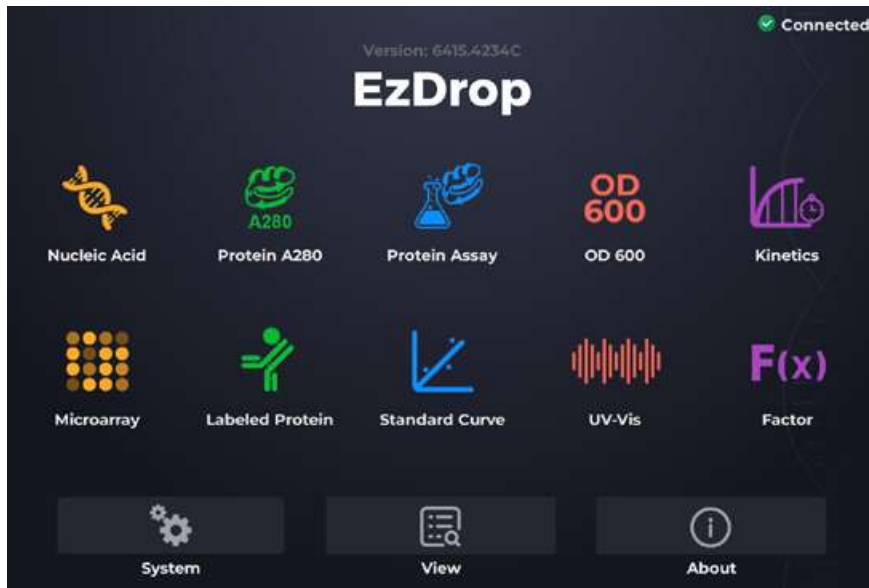 Connected
Version: 6415.4234C
EzDrop
A280
OD
600
Nucleic Acid
Protein A280
Protein Assay
OD 600
Kinetics
F(x)
Microarray
Labeled Protein
Standard Curve
UV-Vis
Factor
System
View
About